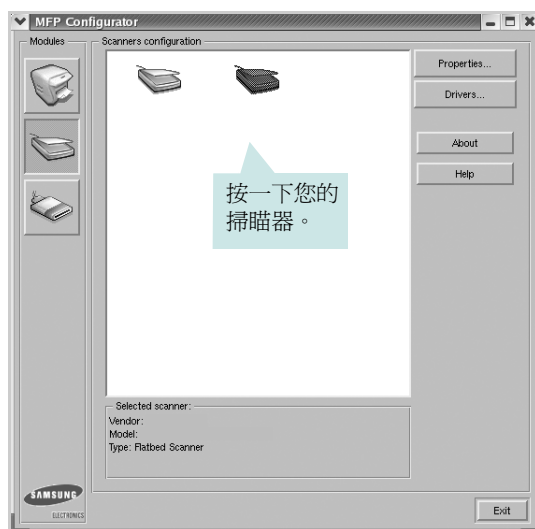 MFP Configurator
Modules
Scanners configuration
Properties...
Drivers...
About
Help
按一下您的
掃瞄器。
Selected scanner:
Vendor:
Model:
Type: Flatbed Scanner
SAMSUNG
ELECTRONICS
Exit